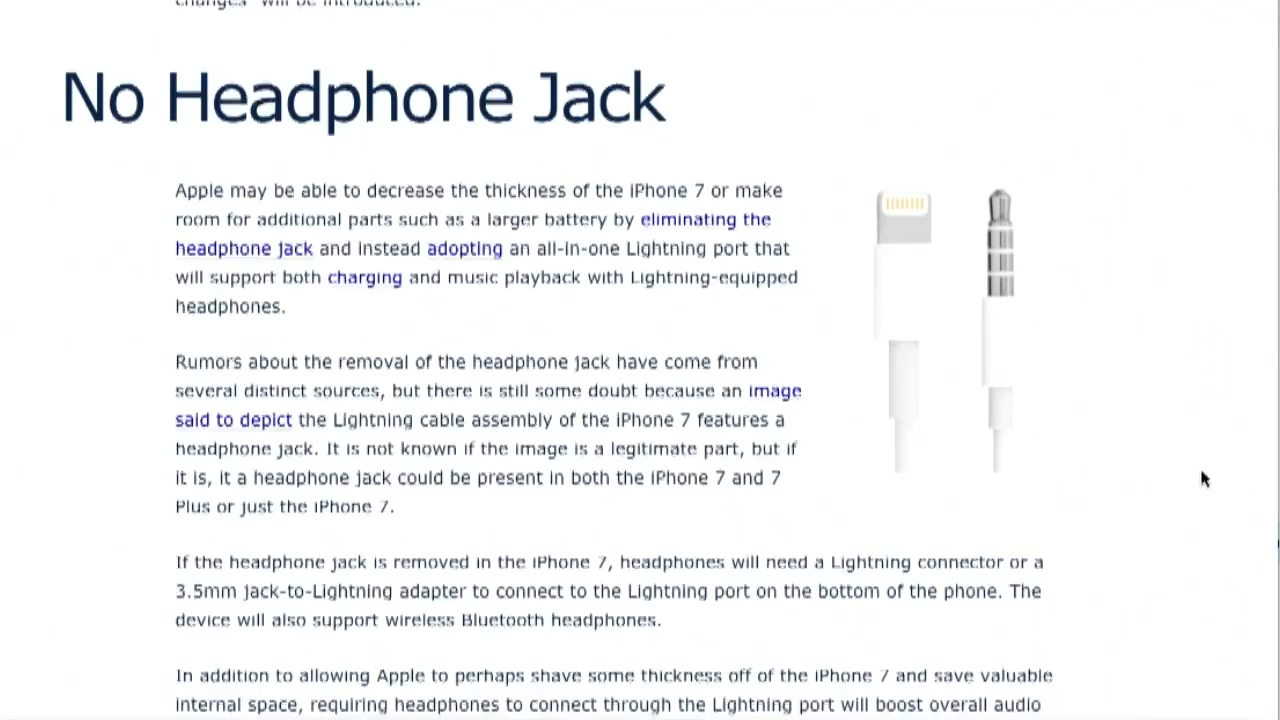 changes" will be introduced.
No Headphone Jack
Apple may be able to decrease the thickness of the iPhone 7 or make
room for additional parts such as a larger battery by eliminating the
headphone jack and instead adopting an all-in-one Lightning port that
will support both charging and music playback with Lightning-equipped
headphones.
Rumors about the removal of the headphone jack have come from
several distinct sources, but there is still some doubt because an image
said to depict the Lightning cable assembly of the iPhone 7 features a
headphone jack. It is not known if the image is a legitimate part, but if
it is, it a headphone jack could be present in both the iPhone 7 and 7
Plus or just the iPhone 7.
If the headphone jack is removed in the iPhone 7, headphones will need a Lightning connector or a
3.5mm jack-to-Lightning adapter to connect to the Lightning port on the bottom of the phone. The
device will also support wireless Bluetooth headphones.
In addition to allowing Apple to perhaps shave some thickness off of the iPhone 7 and save valuable
internal space, requiring headphones to connect through the Lightning port will boost overall audio